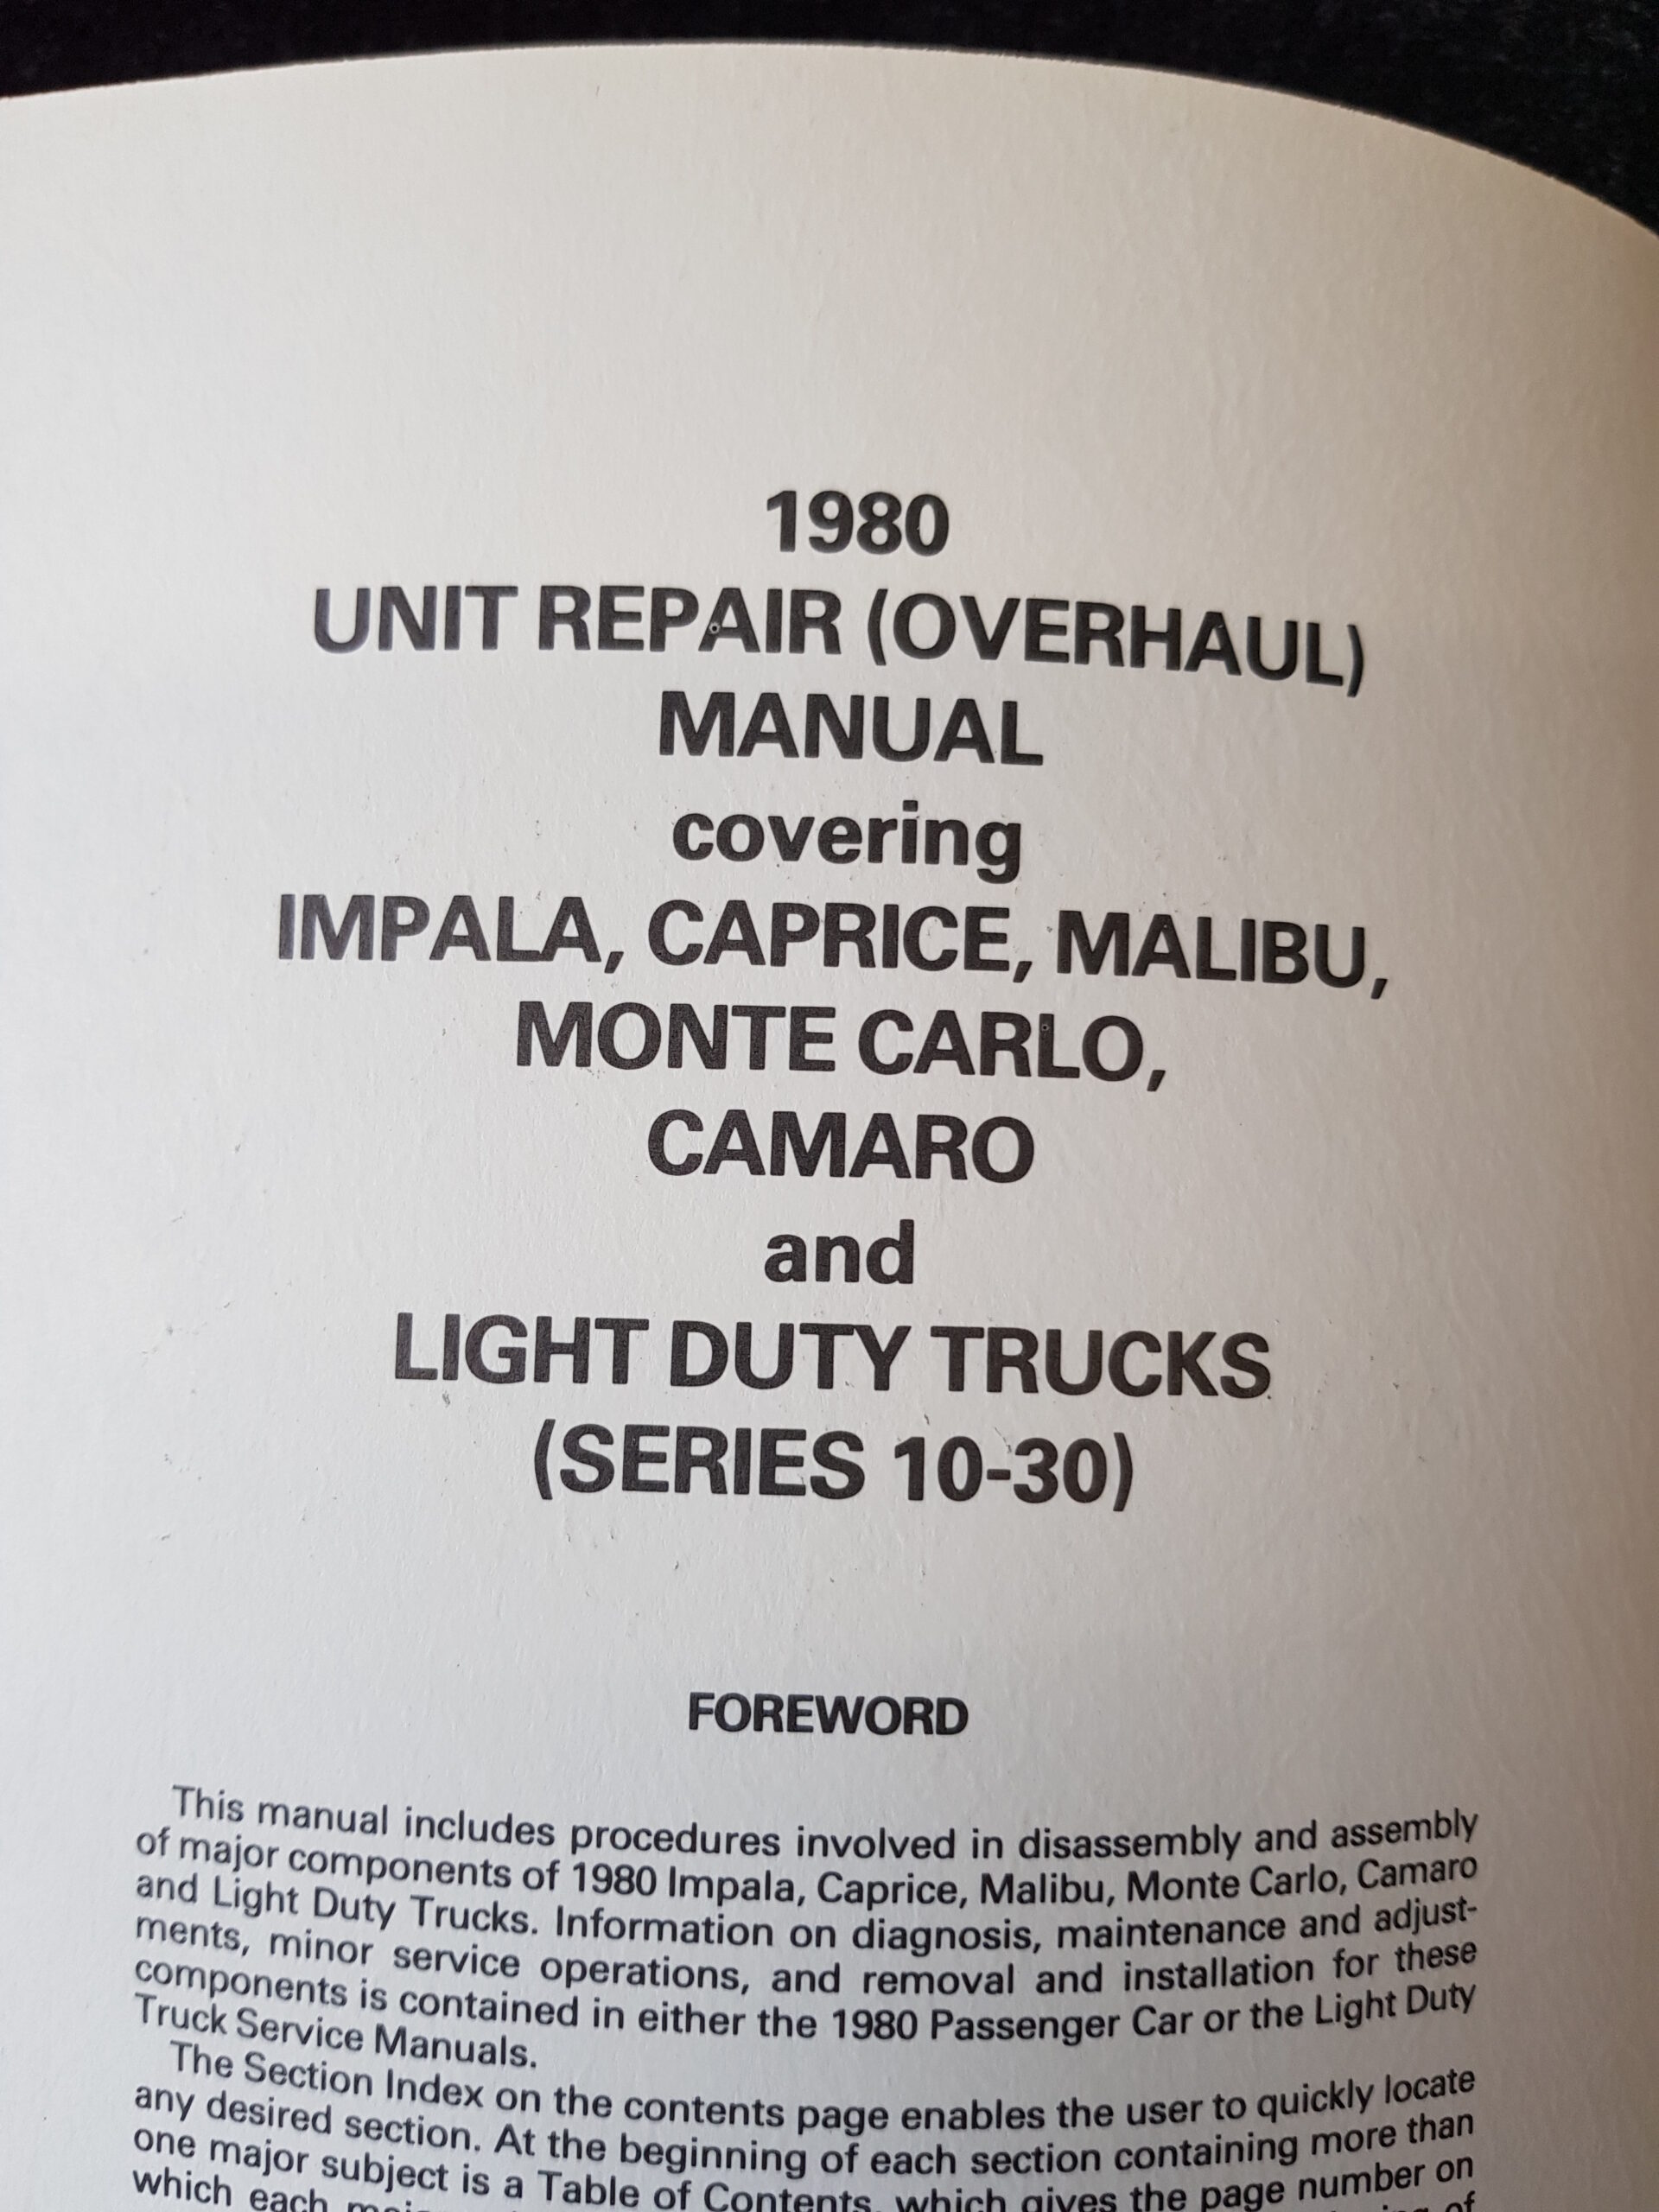 1980
UNIT REPAIR (OVERHAUL)
MANUAL
covering
IMPALA, CAPRICE, MALIBU,
MONTE CARLO,
CAMARO
and
LIGHT DUTY TRUCKS
(SERIES 10-30)
FOREWORD
This manual includes procedures involved in disassembly and assembly
of major components of 1980 Impala, Caprice, Malibu, Monte Carlo, Camaro
and Light Duty Trucks. Information on diagnosis, maintenance and adjust-
ments, minor service operations, and removal and installation for these
components is contained in either the 1980 Passenger Car or the Light Duty
Truck Service Manuals.
The Section Index on the contents page enables the user to quickly locate
any desired section. At the beginning of each section containing more than
one major subject is a Table of Contents, which gives the page number on
which each of